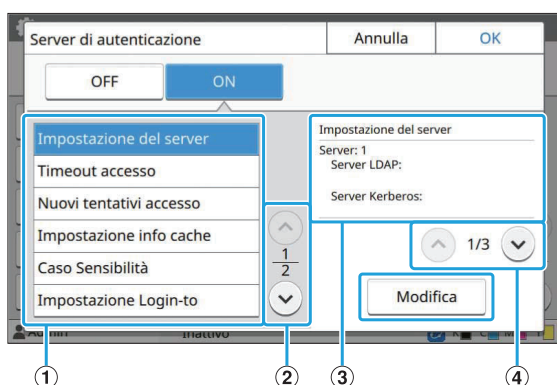 Server di autenticazione
Annulla
OK
OFF
ON
Impostazione del server
Timeout accesso
Nuovi tentativi accesso
Impostazione info cache
Caso Sensibilità
Impostazione Login-to
1
2
Impostazione del server
Server: 1
Server LDAP:
Server Kerberos:
1/3
Modifica
Admin
Inattivo
K
C
M
Y
1
2
3
4